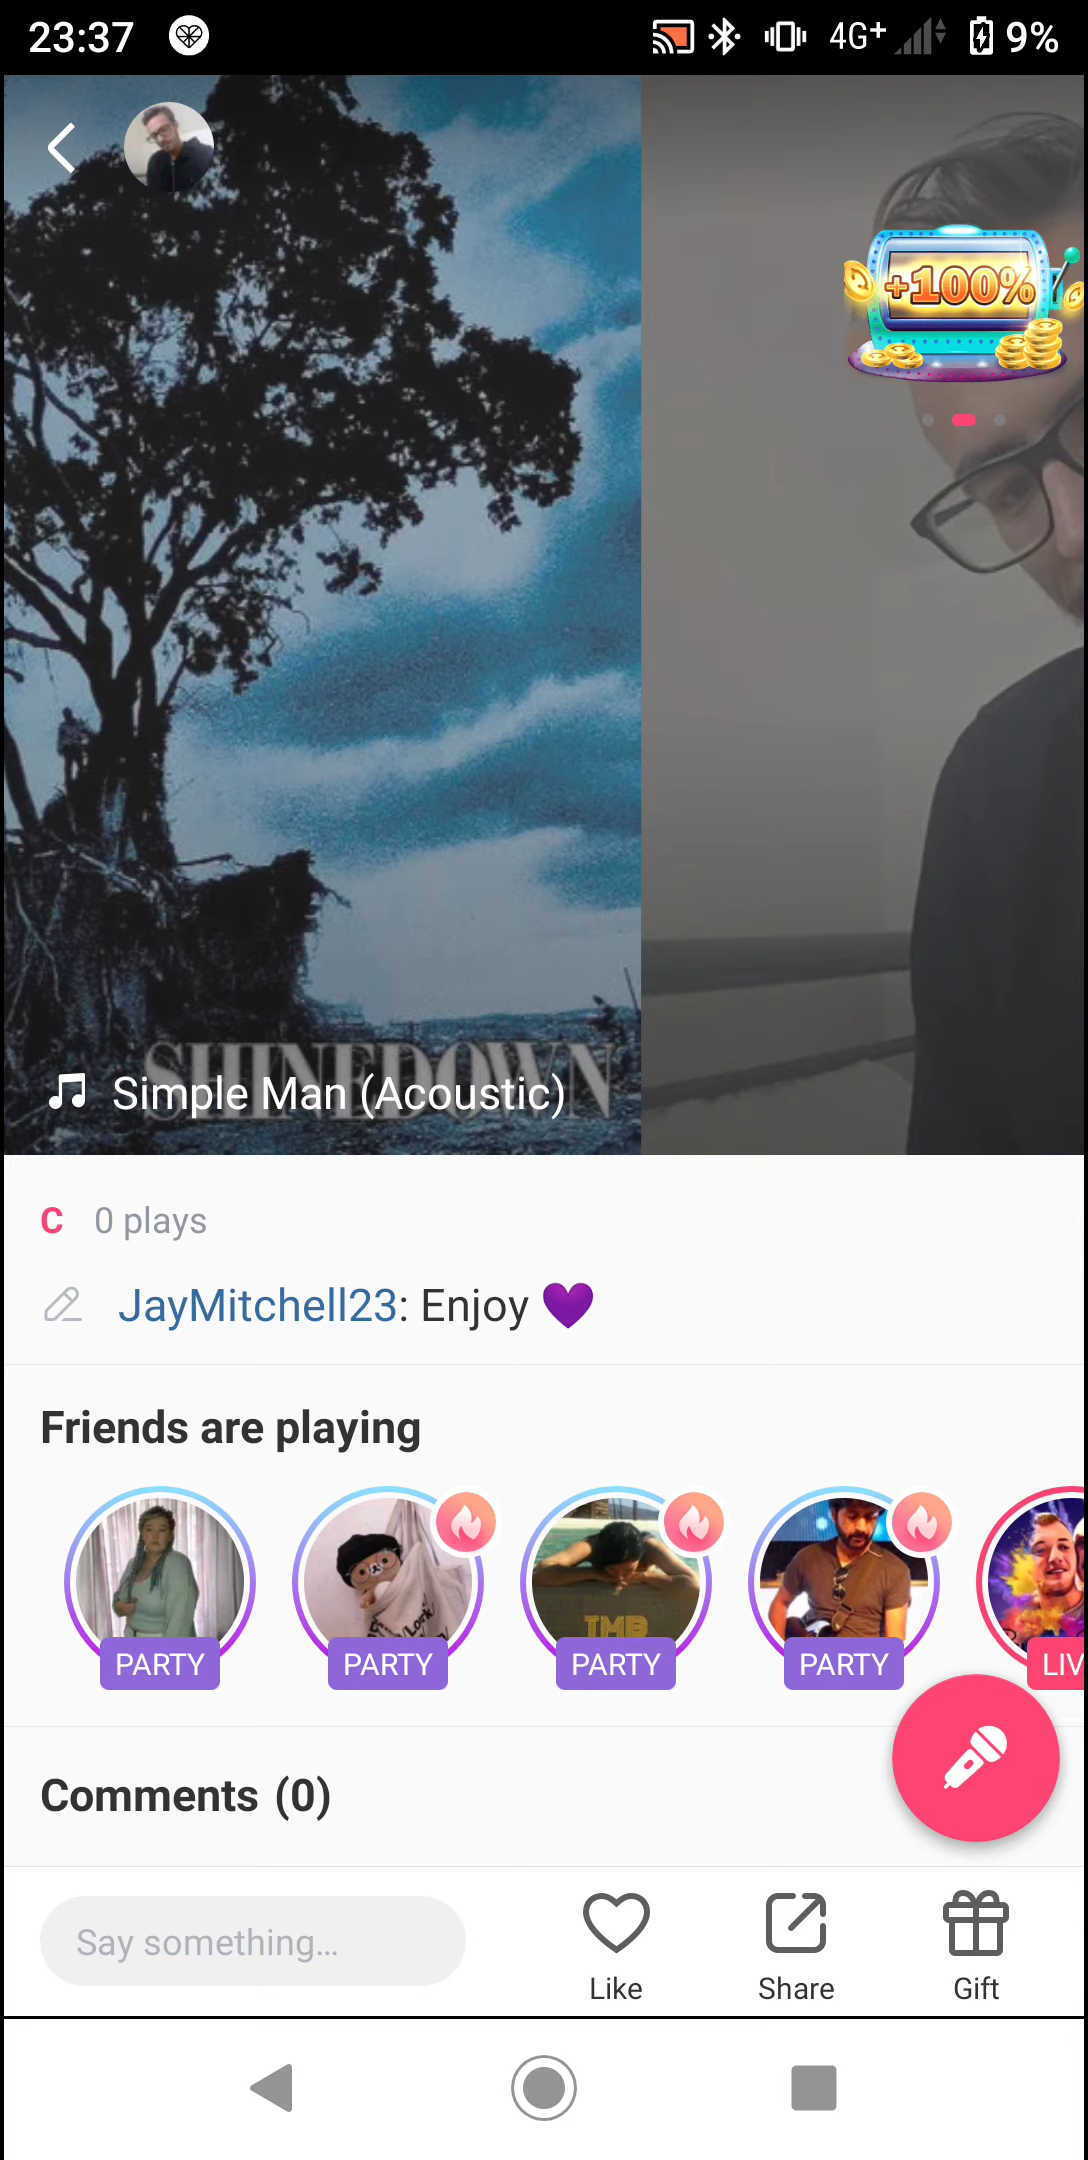 23:37
4G+
9%
+100%
SHINEDOWN
Simple Man (Acoustic)
C 0 plays
JayMitchell23: Enjoy 💜
Friends are playing
TMB
PARTY PARTY PARTY PARTY LIV
Comments (0)
Say something...
Like Share Gift